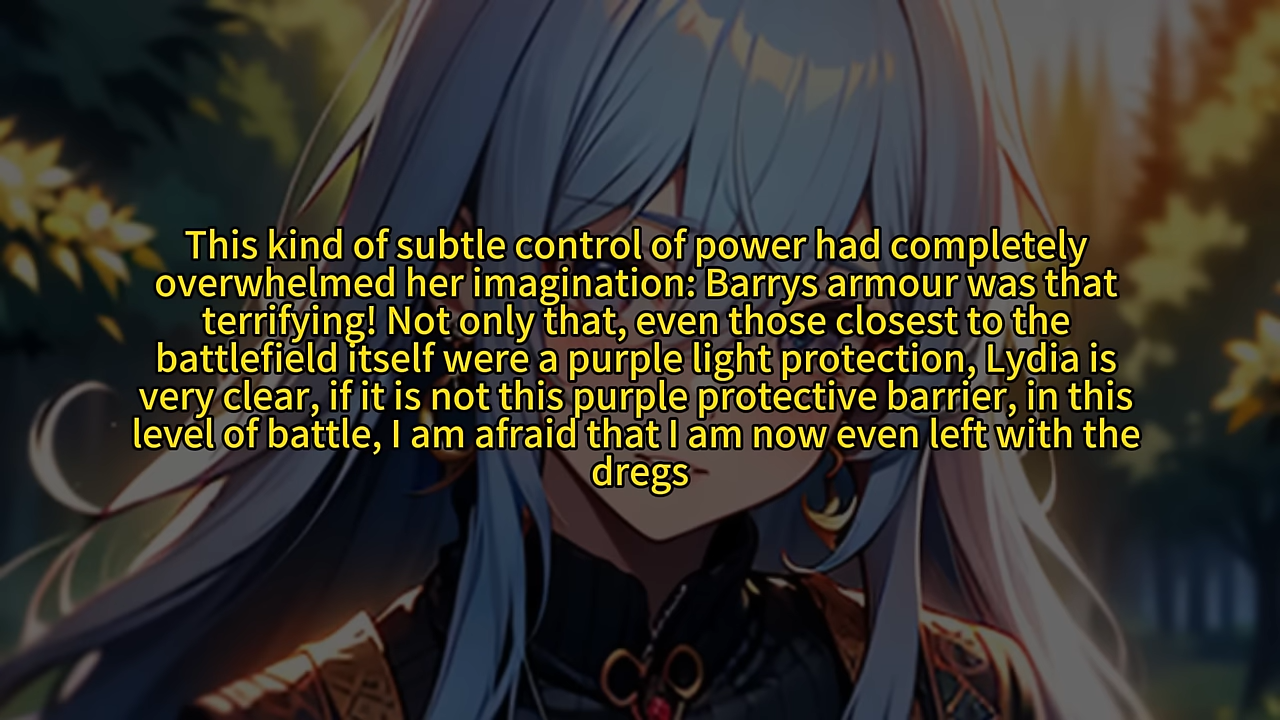 This kind of subtle control of power had completely
overwhelmed her imagination: Barrys armour was that
terrifying! Not only that, even those closest to the
battlefield itself were a purple light protection, Lydia is
very clear, if it is not this purple protective barrier, in this
level of battle, I am afraid that I am now even left with the
dregs